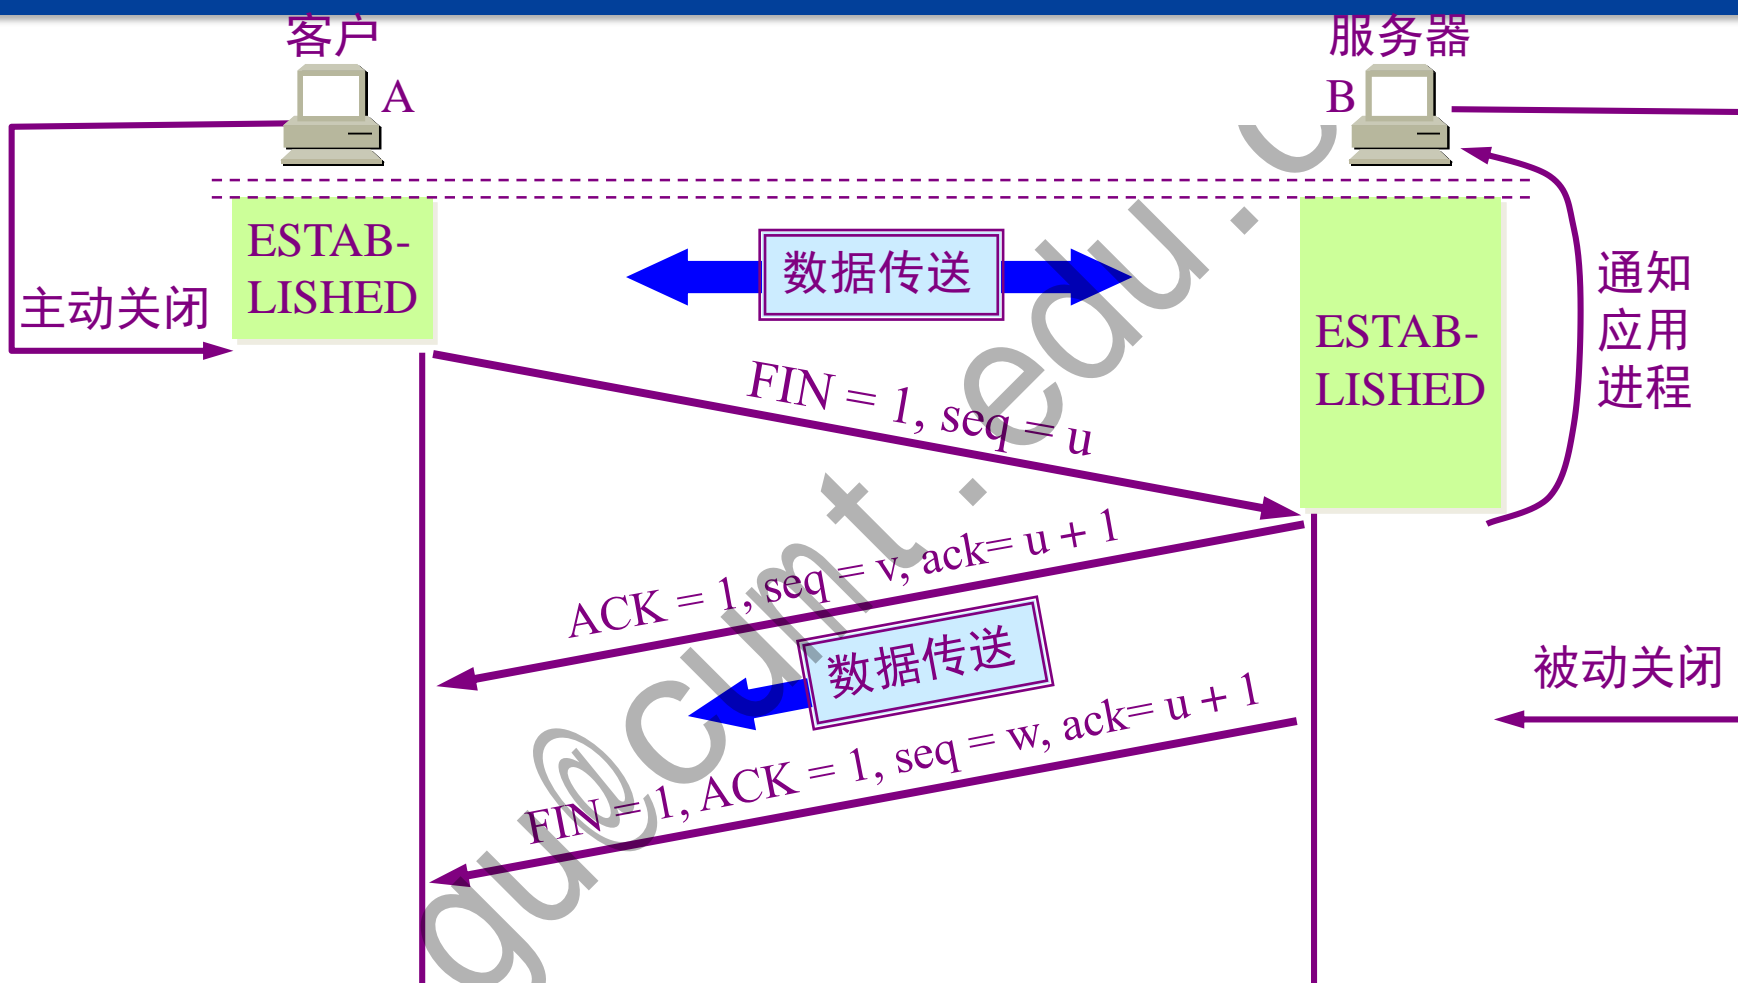 客户
服务器
A
B
ESTAB-
LISHED
数据传送
主动关闭
ESTAB-
LISHED
通知
应用
进程
FIN = 1, seq = u
ACK = 1, seq = v, ack= u + 1
数据传送
被动关闭
FIN = 1, ACK = 1, seq = w, ack= u + 1
gu@cumt.edu.c